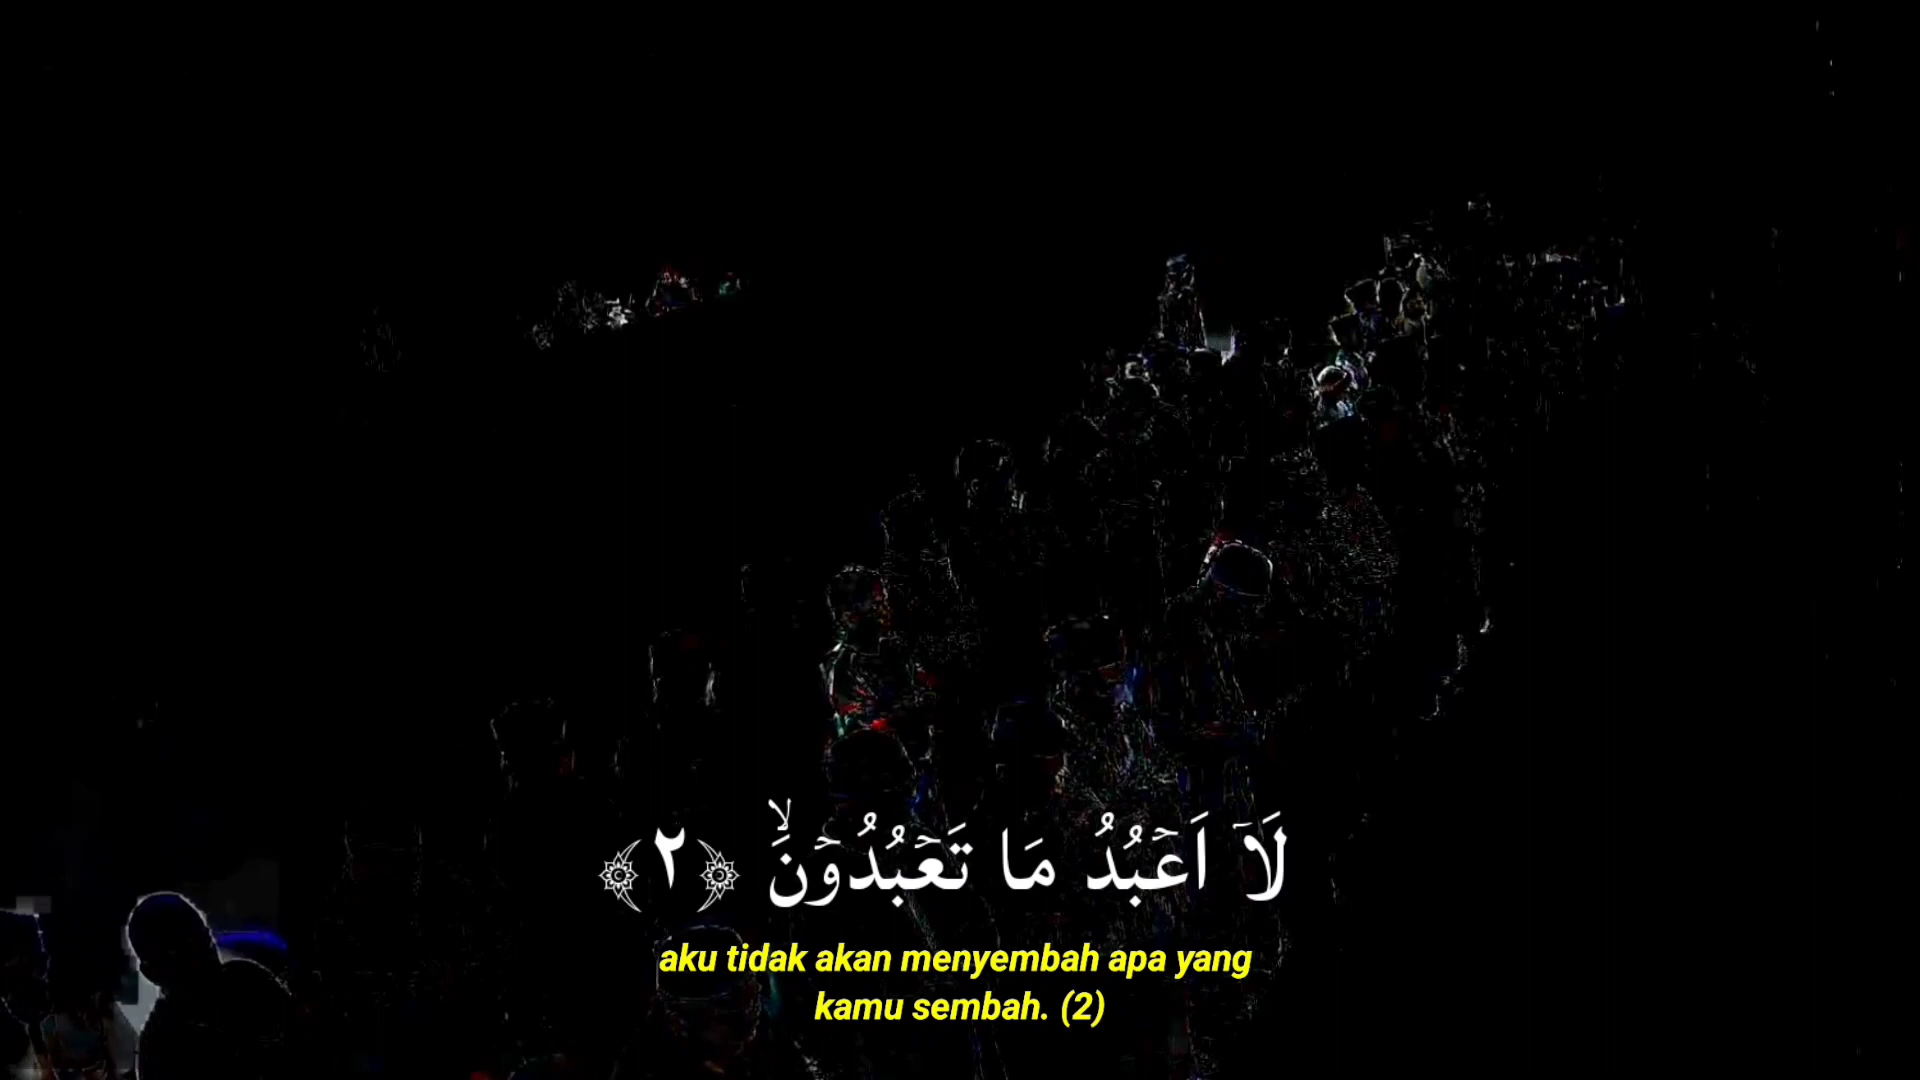 لَآ اَعْبُدُ مَا تَعْبُدُوْنَۙ ﴿٢﴾
aku tidak akan menyembah apa yang
kamu sembah. (2)